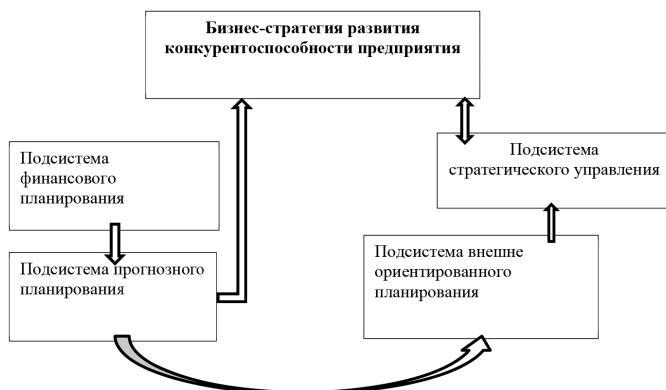 Бизнес-стратегия развития
конкурентоспособности предприятия
Подсистема
финансового
планирования
Подсистема
стратегического управления
Подсистема прогнозного
планирования
Подсистема внешне
ориентированного
планирования